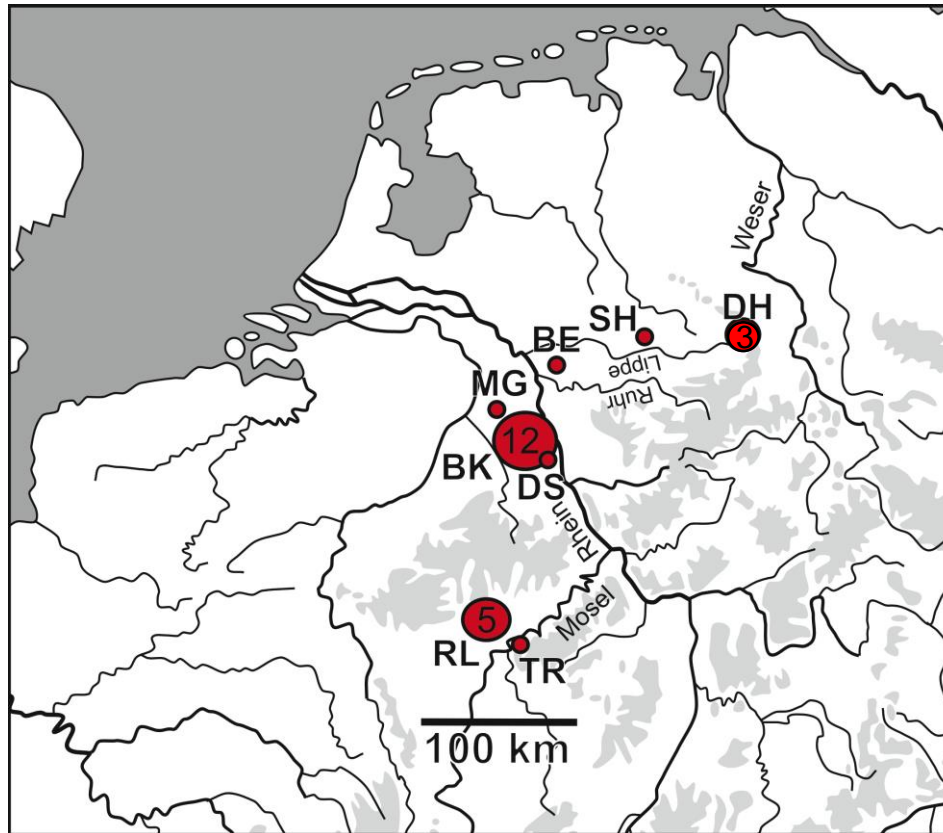 Weser
DH
3
SH
BE
Lippe
Ruhr
MG
12
BK
DS
Rhein
Mosel
5
RL
TR
100 km